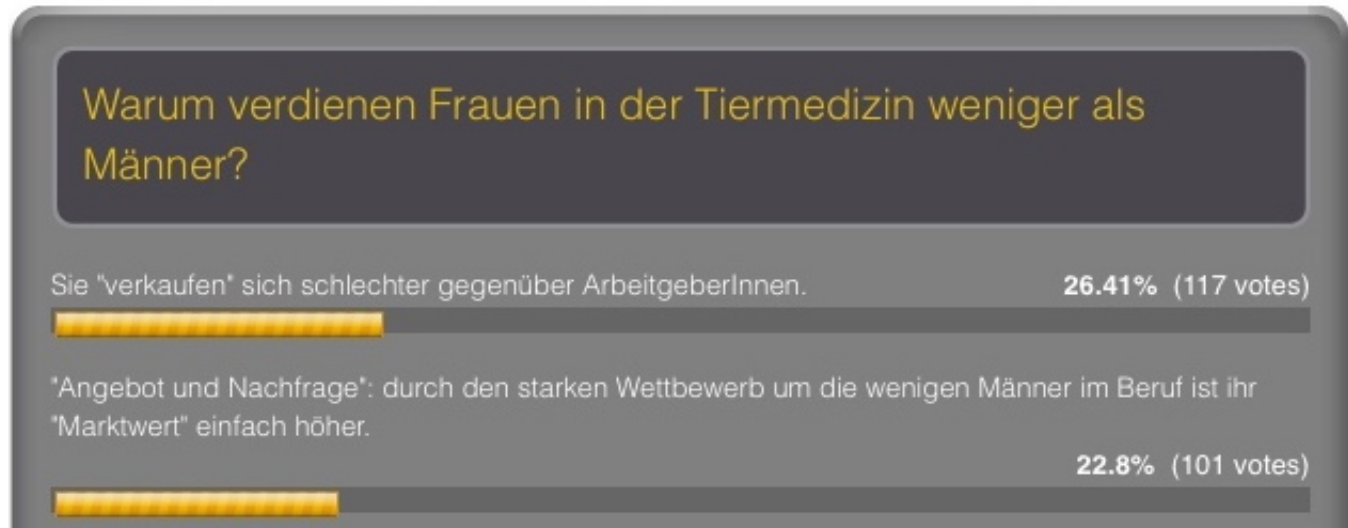 Warum verdienen Frauen in der Tiermedizin weniger als
Männer?
Sie "verkaufen" sich schlechter gegenüber ArbeitgeberInnen. 26.41% (117 votes)
"Angebot und Nachfrage": durch den starken Wettbewerb um die wenigen Männer im Beruf ist ihr
"Marktwert" einfach höher.
22.8% (101 votes)